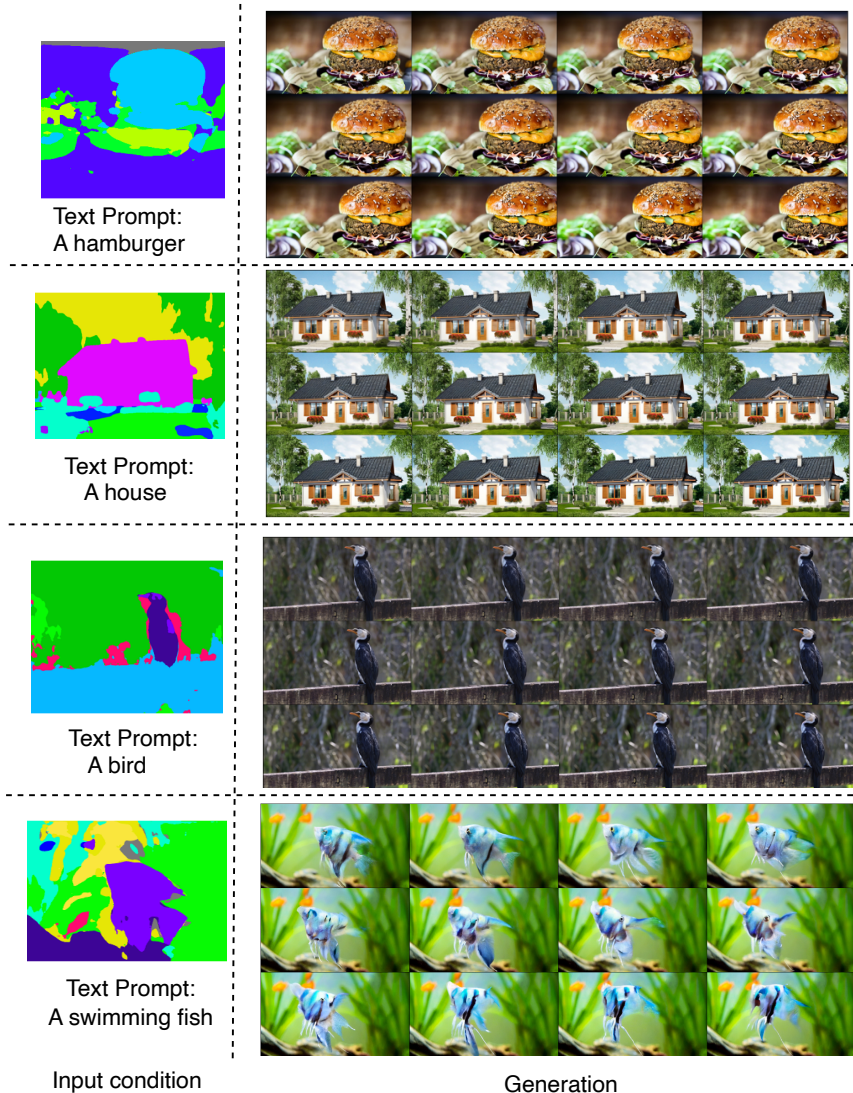 Text Prompt:
A hamburger
Text Prompt:
A house
Text Prompt:
A bird
Text Prompt:
A swimming fish
Input condition
Generation